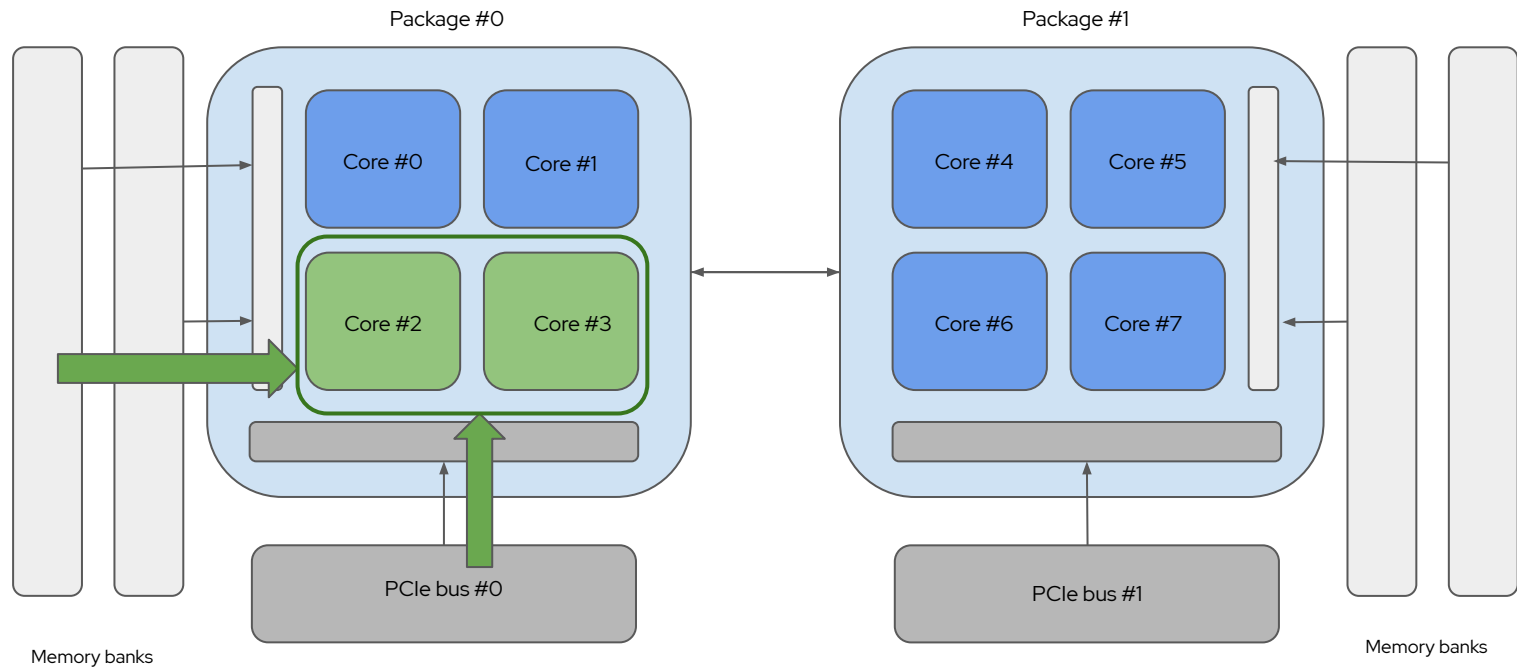 Package #0
Package #1
Core #0
Core #1
Core #4
Core #5
Core #2
Core #3
Core #6
Core #7
PCIe bus #0
PCIe bus #1
Memory banks
Memory banks